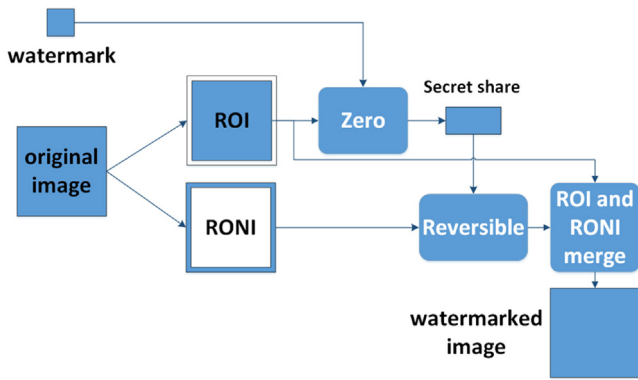 watermark
ROI
Zero
Secret share
original
image
RONI
Reversible
ROI and
RONI
merge
watermarked
image